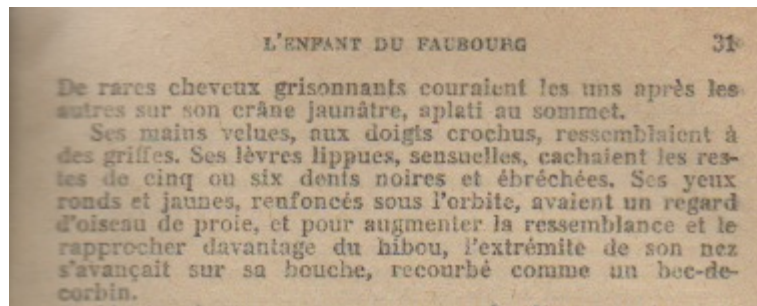 L'ENFANT DU FAUBOURG 31
De rares cheveux grisonnants couraient les uns après les
autres sur son crâne jaunâtre, aplati au sommet.
Ses mains velues, aux doigts crochus, ressemblaient à
des griffes. Ses lèvres lippues, sensuelles, cachaient les res-
tes de cinq ou six dents noires et ébréchées. Ses yeux
ronds et jaunes, renfoncés sous l'orbite, avaient un regard
d'oiseau de proie, et pour augmenter la ressemblance et le
rapprocher davantage du hibou, l'extrémite de son nez
s'avançait sur sa bouche, recourbé comme un bec-de-
corbin.